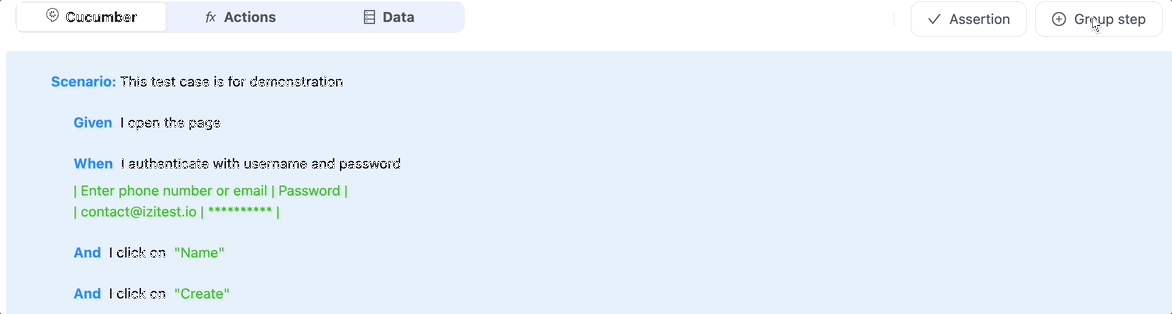 Cucumber fx Actions Data Assertion Group step
Scenario: This test case is for demonstration
Given I open the page
When I authenticate with username and password
| Enter phone number or email | Password |
| contact@izitest.io | ********** |
And I click on "Name"
And I click on "Create"